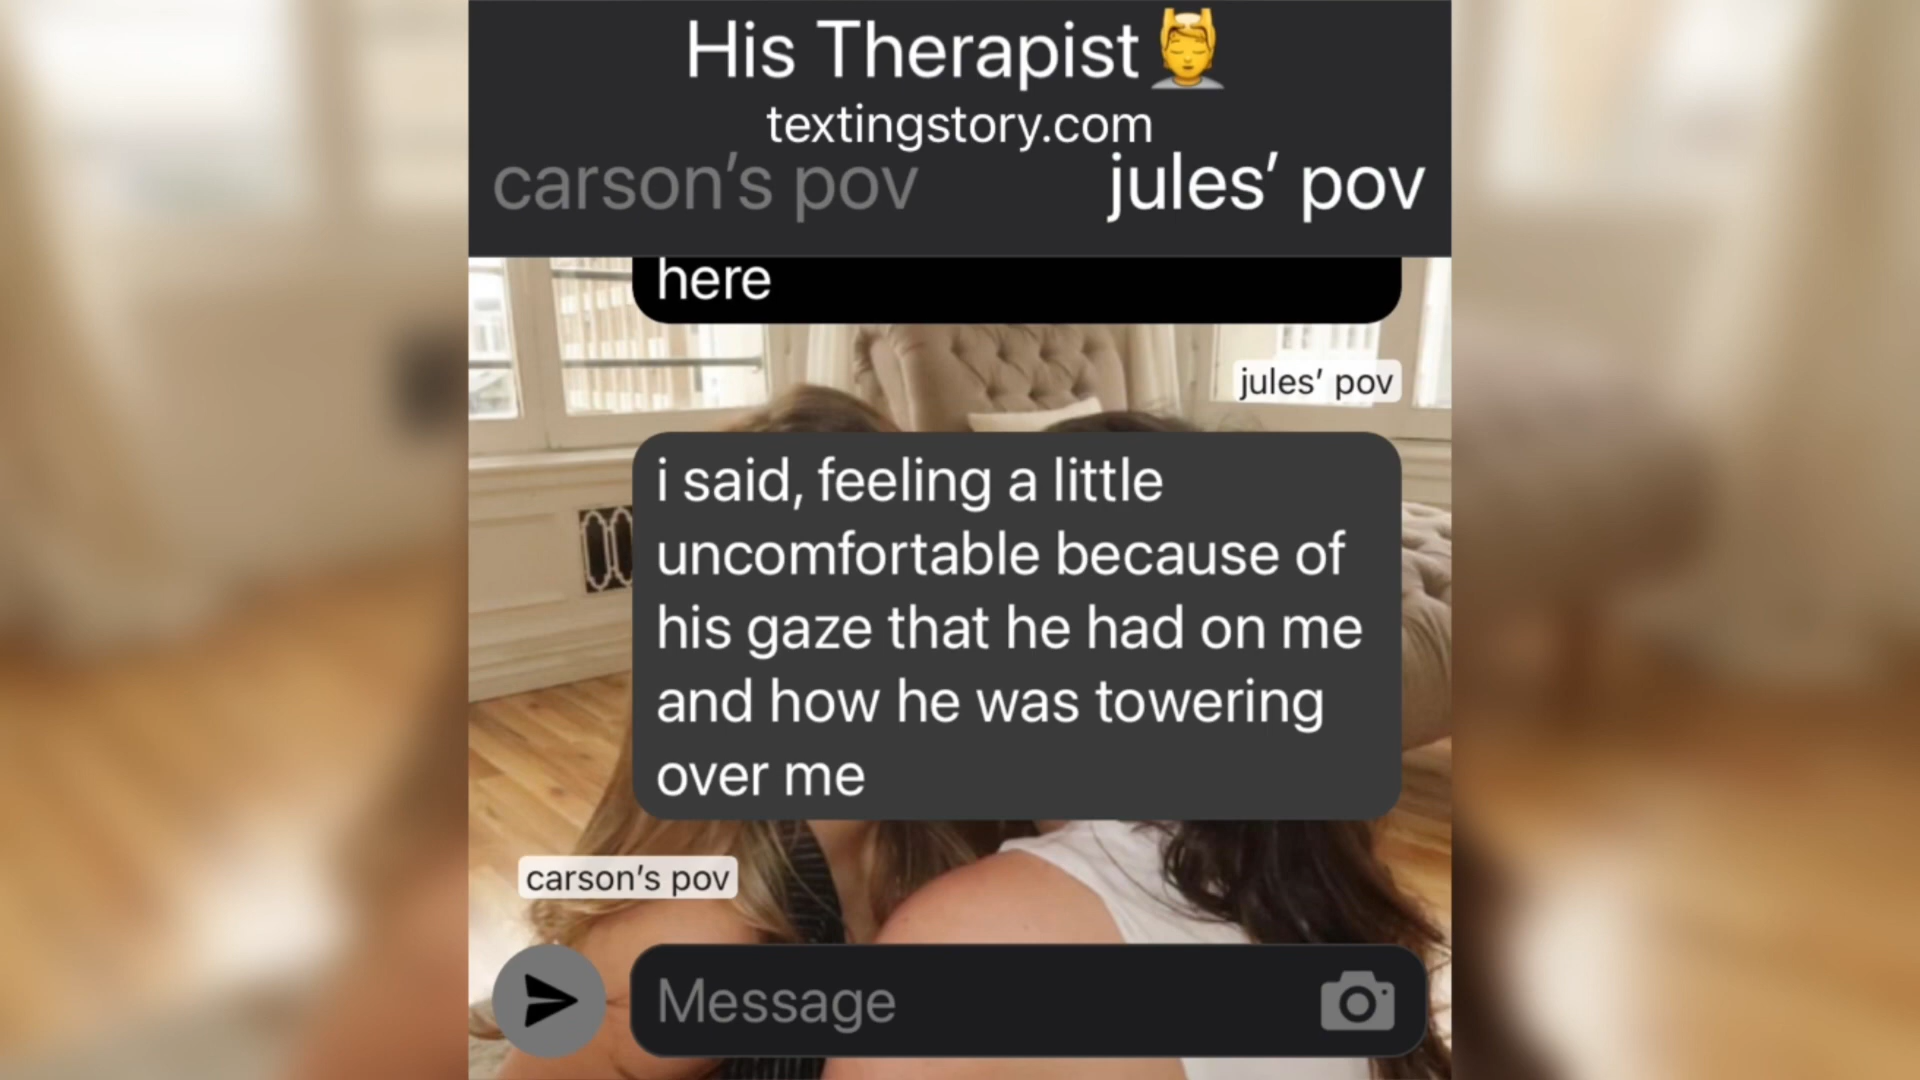 His Therapist💆
textingstory.com
carson's pov
jules' pov
here
jules' pov
i said, feeling a little
uncomfortable because of
his gaze that he had on me
and how he was towering
over me
carson's pov
Message